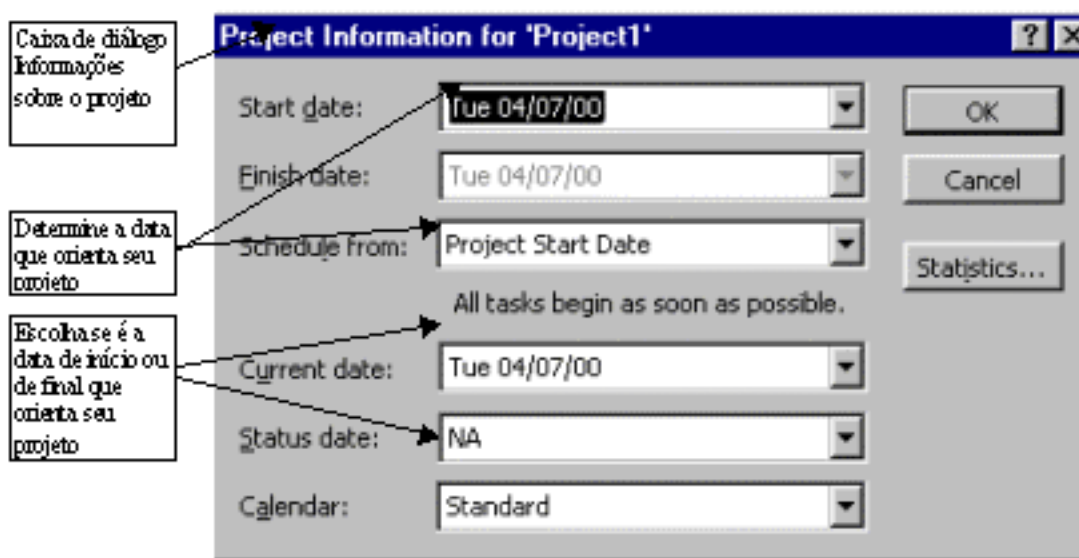 Caixa de diálogo
Informações
sobre o projeto
Determine a data
que orienta seu
projeto
Escolha se é a
data de início ou
de final que
orienta seu
projeto
Project Information for 'Project1'
Start date:
Tue 04/07/00
OK
Finish date:
Tue 04/07/00
Cancel
Schedule from:
Project Start Date
Statistics...
All tasks begin as soon as possible.
Current date:
Tue 04/07/00
Status date:
NA
Calendar:
Standard